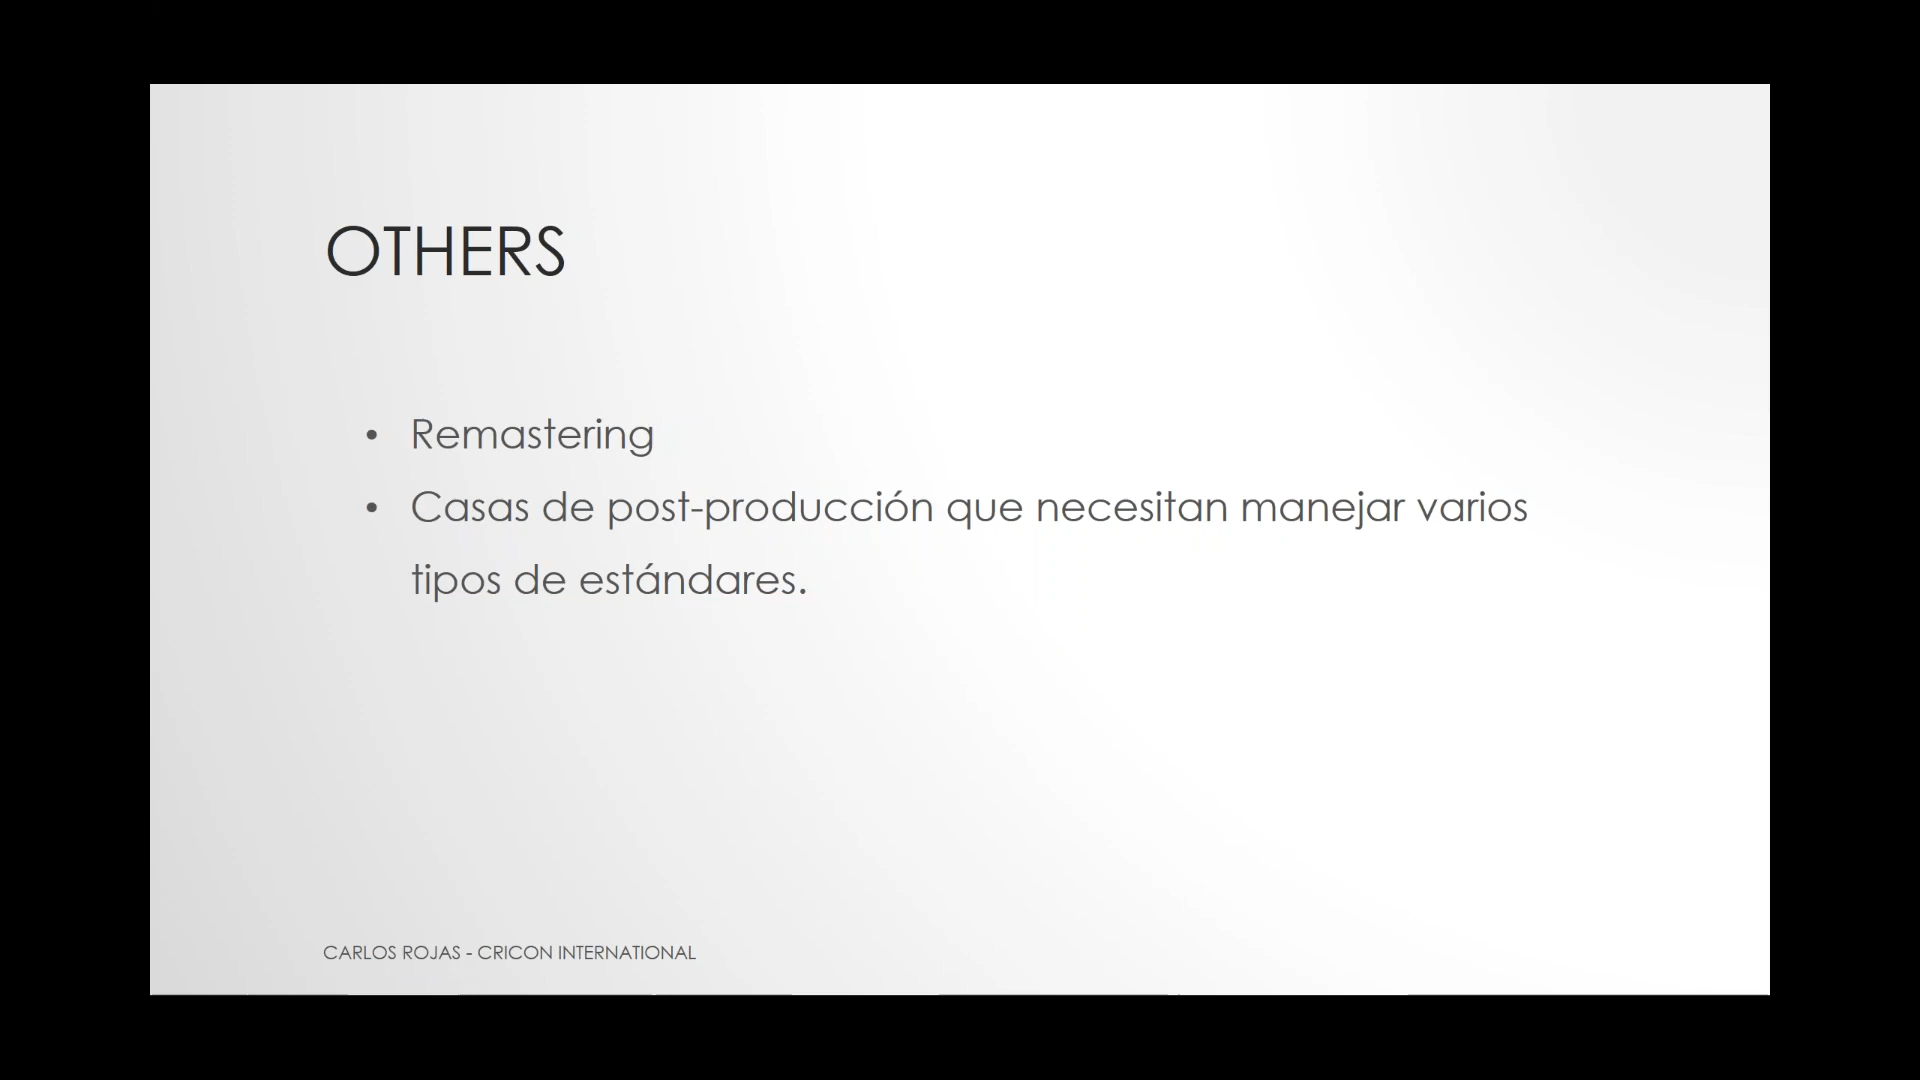 OTHERS
• Remastering
• Casas de post-producción que necesitan manejar varios
tipos de estándares.
CARLOS ROJAS - CRICON INTERNATIONAL